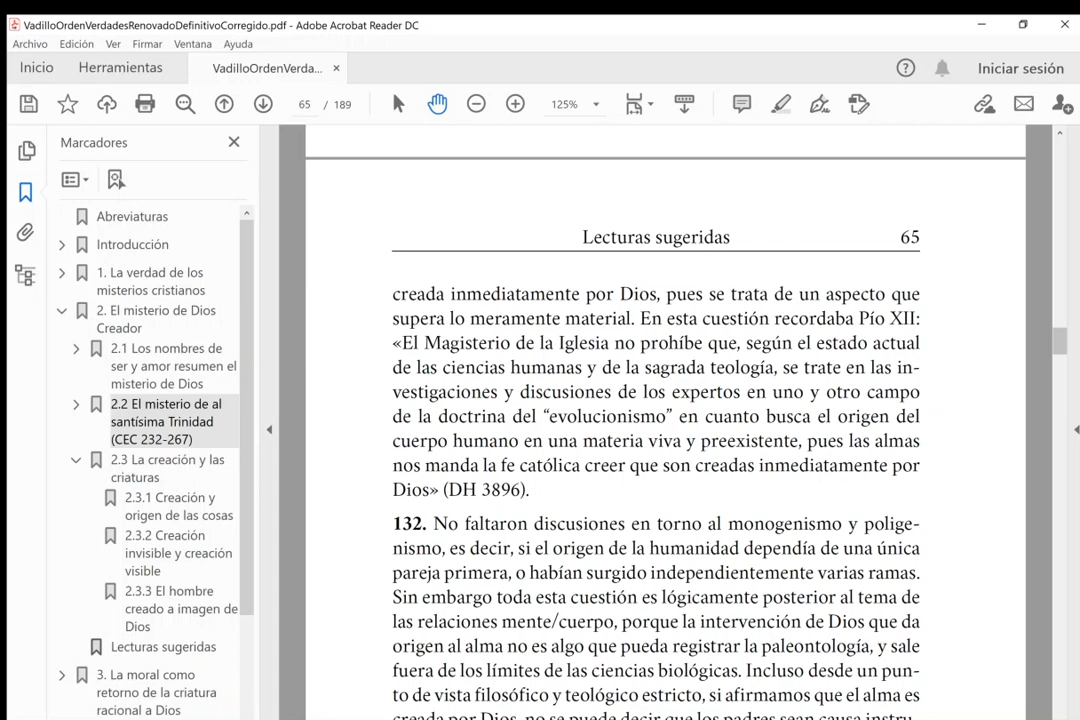 VadilloOrdenVerdadesRenovadoDefinitivoCorregido.pdf - Adobe Acrobat Reader DC
Archivo Edición Ver Firmar Ventana Ayuda
Inicio Herramientas VadilloOrdenVerda... × Iniciar sesión
65 / 189 125%
Marcadores
Abreviaturas
Introducción
1. La verdad de los
misterios cristianos
2. El misterio de Dios
Creador
2.1 Los nombres de
ser y amor resumen el
misterio de Dios
2.2 El misterio de al
santísima Trinidad
(CEC 232-267)
2.3 La creación y las
criaturas
2.3.1 Creación y
origen de las cosas
2.3.2 Creación
invisible y creación
visible
2.3.3 El hombre
creado a imagen de
Dios
Lecturas sugeridas
3. La moral como
retorno de la criatura
racional a Dios
Lecturas sugeridas 65
creada inmediatamente por Dios, pues se trata de un aspecto que
supera lo meramente material. En esta cuestión recordaba Pío XII:
«El Magisterio de la Iglesia no prohíbe que, según el estado actual
de las ciencias humanas y de la sagrada teología, se trate en las in-
vestigaciones y discusiones de los expertos en uno y otro campo
de la doctrina del “evolucionismo” en cuanto busca el origen del
cuerpo humano en una materia viva y preexistente, pues las almas
nos manda la fe católica creer que son creadas inmediatamente por
Dios» (DH 3896).
132. No faltaron discusiones en torno al monogenismo y polige-
nismo, es decir, si el origen de la humanidad dependía de una única
pareja primera, o habían surgido independientemente varias ramas.
Sin embargo toda esta cuestión es lógicamente posterior al tema de
las relaciones mente/cuerpo, porque la intervención de Dios que da
origen al alma no es algo que pueda registrar la paleontología, y sale
fuera de los límites de las ciencias biológicas. Incluso desde un pun-
to de vista filosófico y teológico estricto, si afirmamos que el alma es
creada por Dios, no se puede decir que los padres sean causa instru-